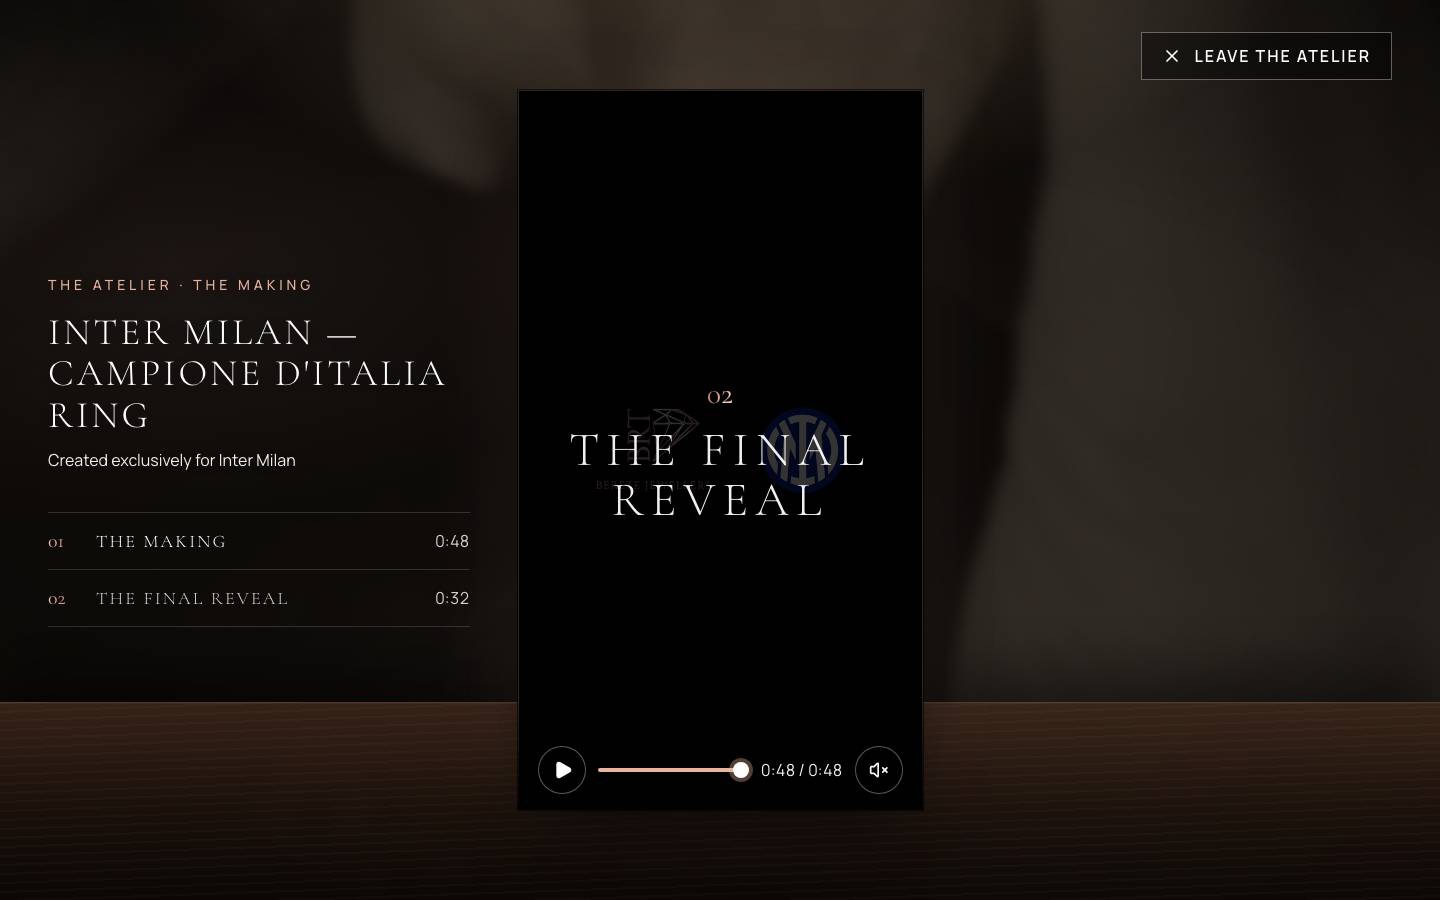 LEAVE THE ATELIER
THE ATELIER · THE MAKING
INTER MILAN —
CAMPIONE D'ITALIA
RING
Created exclusively for Inter Milan
01 THE MAKING 0:48
02 THE FINAL REVEAL 0:32
02
THE FINAL
REVEAL
0:48 / 0:48